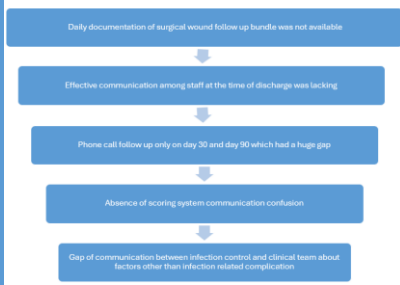 Daily documentation of surgical wound follow up bundle was not available
Effective communication among staff at the time of discharge was lacking
Phone call follow up only on day 30 and day 90 which had a huge gap
Absence of scoring system communication confusion
Gap of communication between infection control and clinical team about
factors other than infection related complication